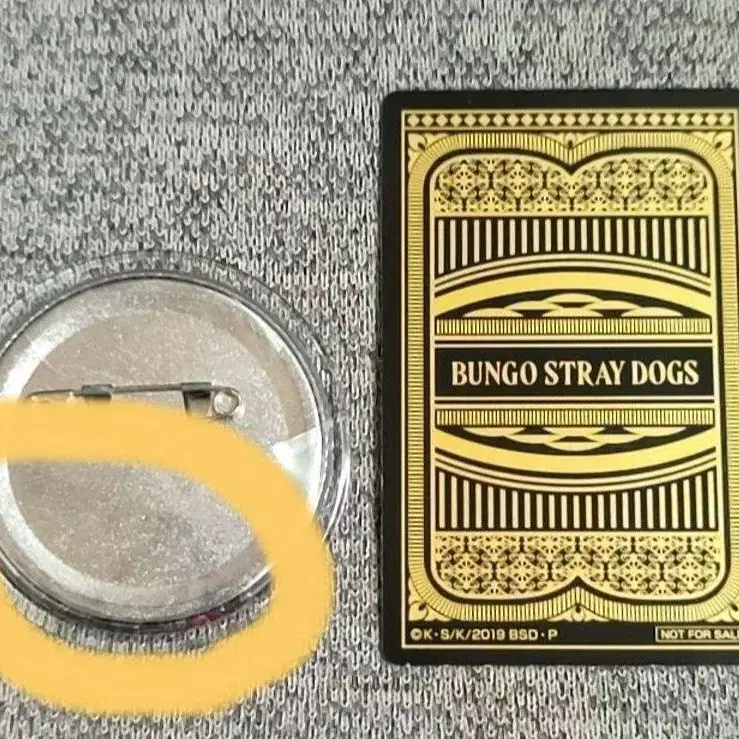 BUNGO STRAY DOGS
©K・S/K/2019 BSD・P
NOT FOR SALE